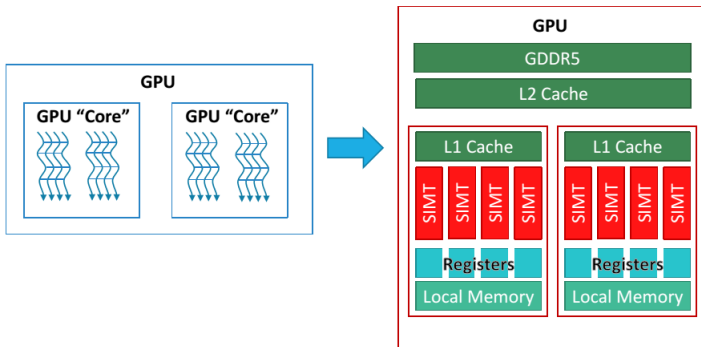 GPU
GPU "Core"
GPU "Core"
GPU
GDDR5
L2 Cache
L1 Cache
SIMT
SIMT
SIMT
SIMT
Registers
Local Memory
L1 Cache
SIMT
SIMT
SIMT
SIMT
Registers
Local Memory